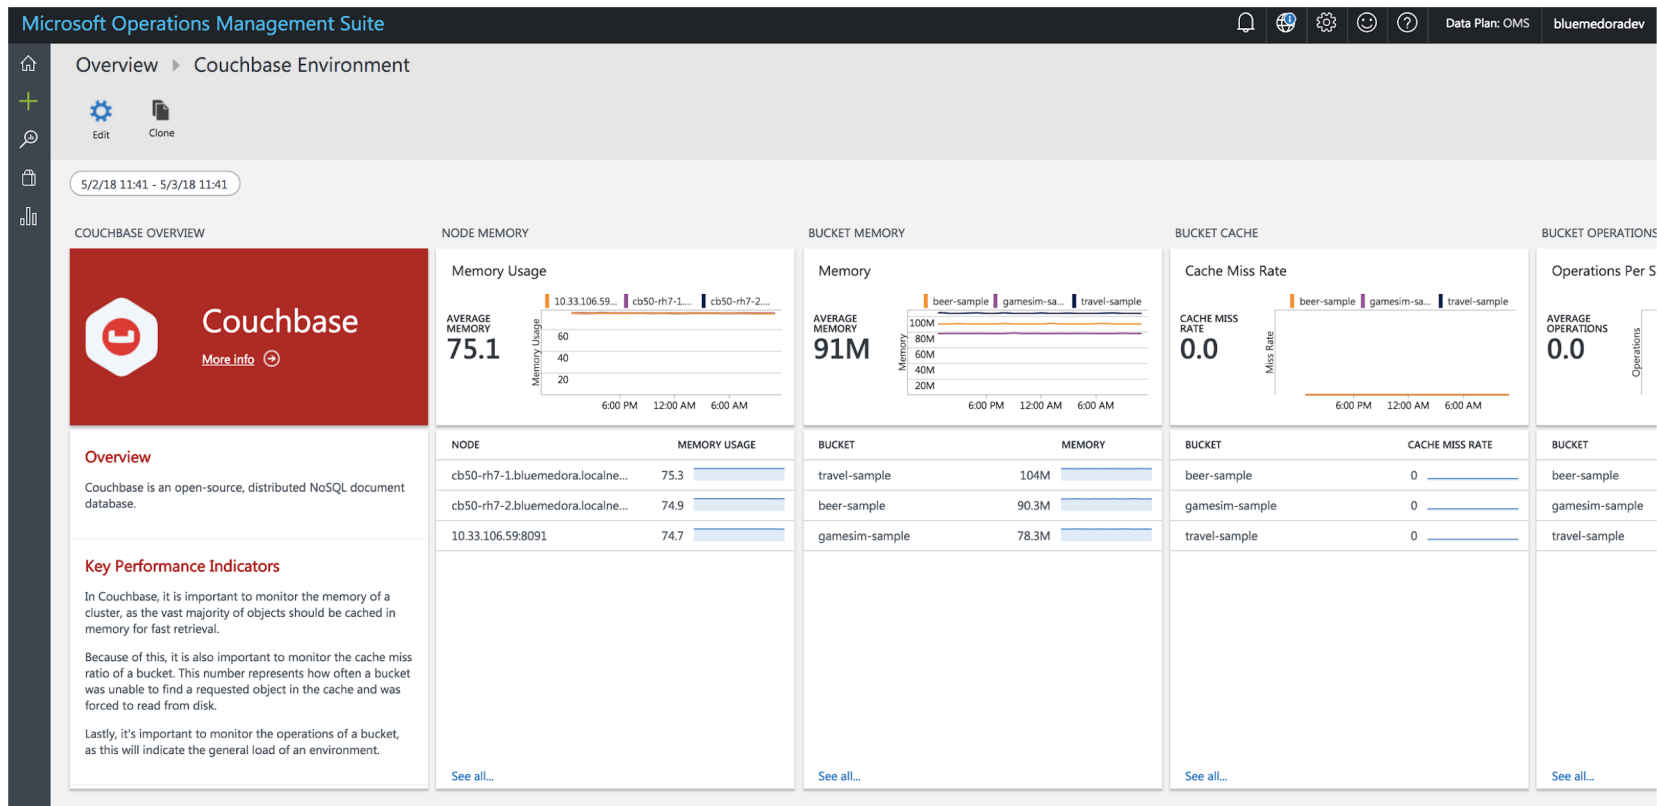 Microsoft Operations Management Suite
Data Plan: OMS
bluemedoradev
Overview
Couchbase Environment
Edit
Clone
5/2/18 11:41 - 5/3/18 11:41
COUCHBASE OVERVIEW
Couchbase
More info
Overview
Couchbase is an open-source, distributed NoSQL document
database.
Key Performance Indicators
In Couchbase, it is important to monitor the memory of a
cluster, as the vast majority of objects should be cached in
memory for fast retrieval.
Because of this, it is also important to monitor the cache miss
ratio of a bucket. This number represents how often a bucket
was unable to find a requested object in the cache and was
forced to read from disk.
Lastly, it's important to monitor the operations of a bucket,
as this will indicate the general load of an environment.
NODE MEMORY
Memory Usage
10.33.106.59... cb50-rh7-1.... cb50-rh7-2....
AVERAGE
MEMORY
75.1
Memory Usage
60
40
20
6:00 PM 12:00 AM 6:00 AM
NODE MEMORY USAGE
cb50-rh7-1.bluemedora.localne... 75.3
cb50-rh7-2.bluemedora.localne... 74.9
10.33.106.59:8091 74.7
See all...
BUCKET MEMORY
Memory
beer-sample gamesim-sa... travel-sample
AVERAGE
MEMORY
91M
Memory
100M
80M
60M
40M
20M
6:00 PM 12:00 AM 6:00 AM
BUCKET MEMORY
travel-sample 104M
beer-sample 90.3M
gamesim-sample 78.3M
See all...
BUCKET CACHE
Cache Miss Rate
beer-sample gamesim-sa... travel-sample
CACHE MISS
RATE
0.0
Miss Rate
6:00 PM 12:00 AM 6:00 AM
BUCKET CACHE MISS RATE
beer-sample 0
gamesim-sample 0
travel-sample 0
See all...
BUCKET OPERATIONS
Operations Per S
AVERAGE
OPERATIONS
0.0
Operations
BUCKET
beer-sample
gamesim-sample
travel-sample
See all...